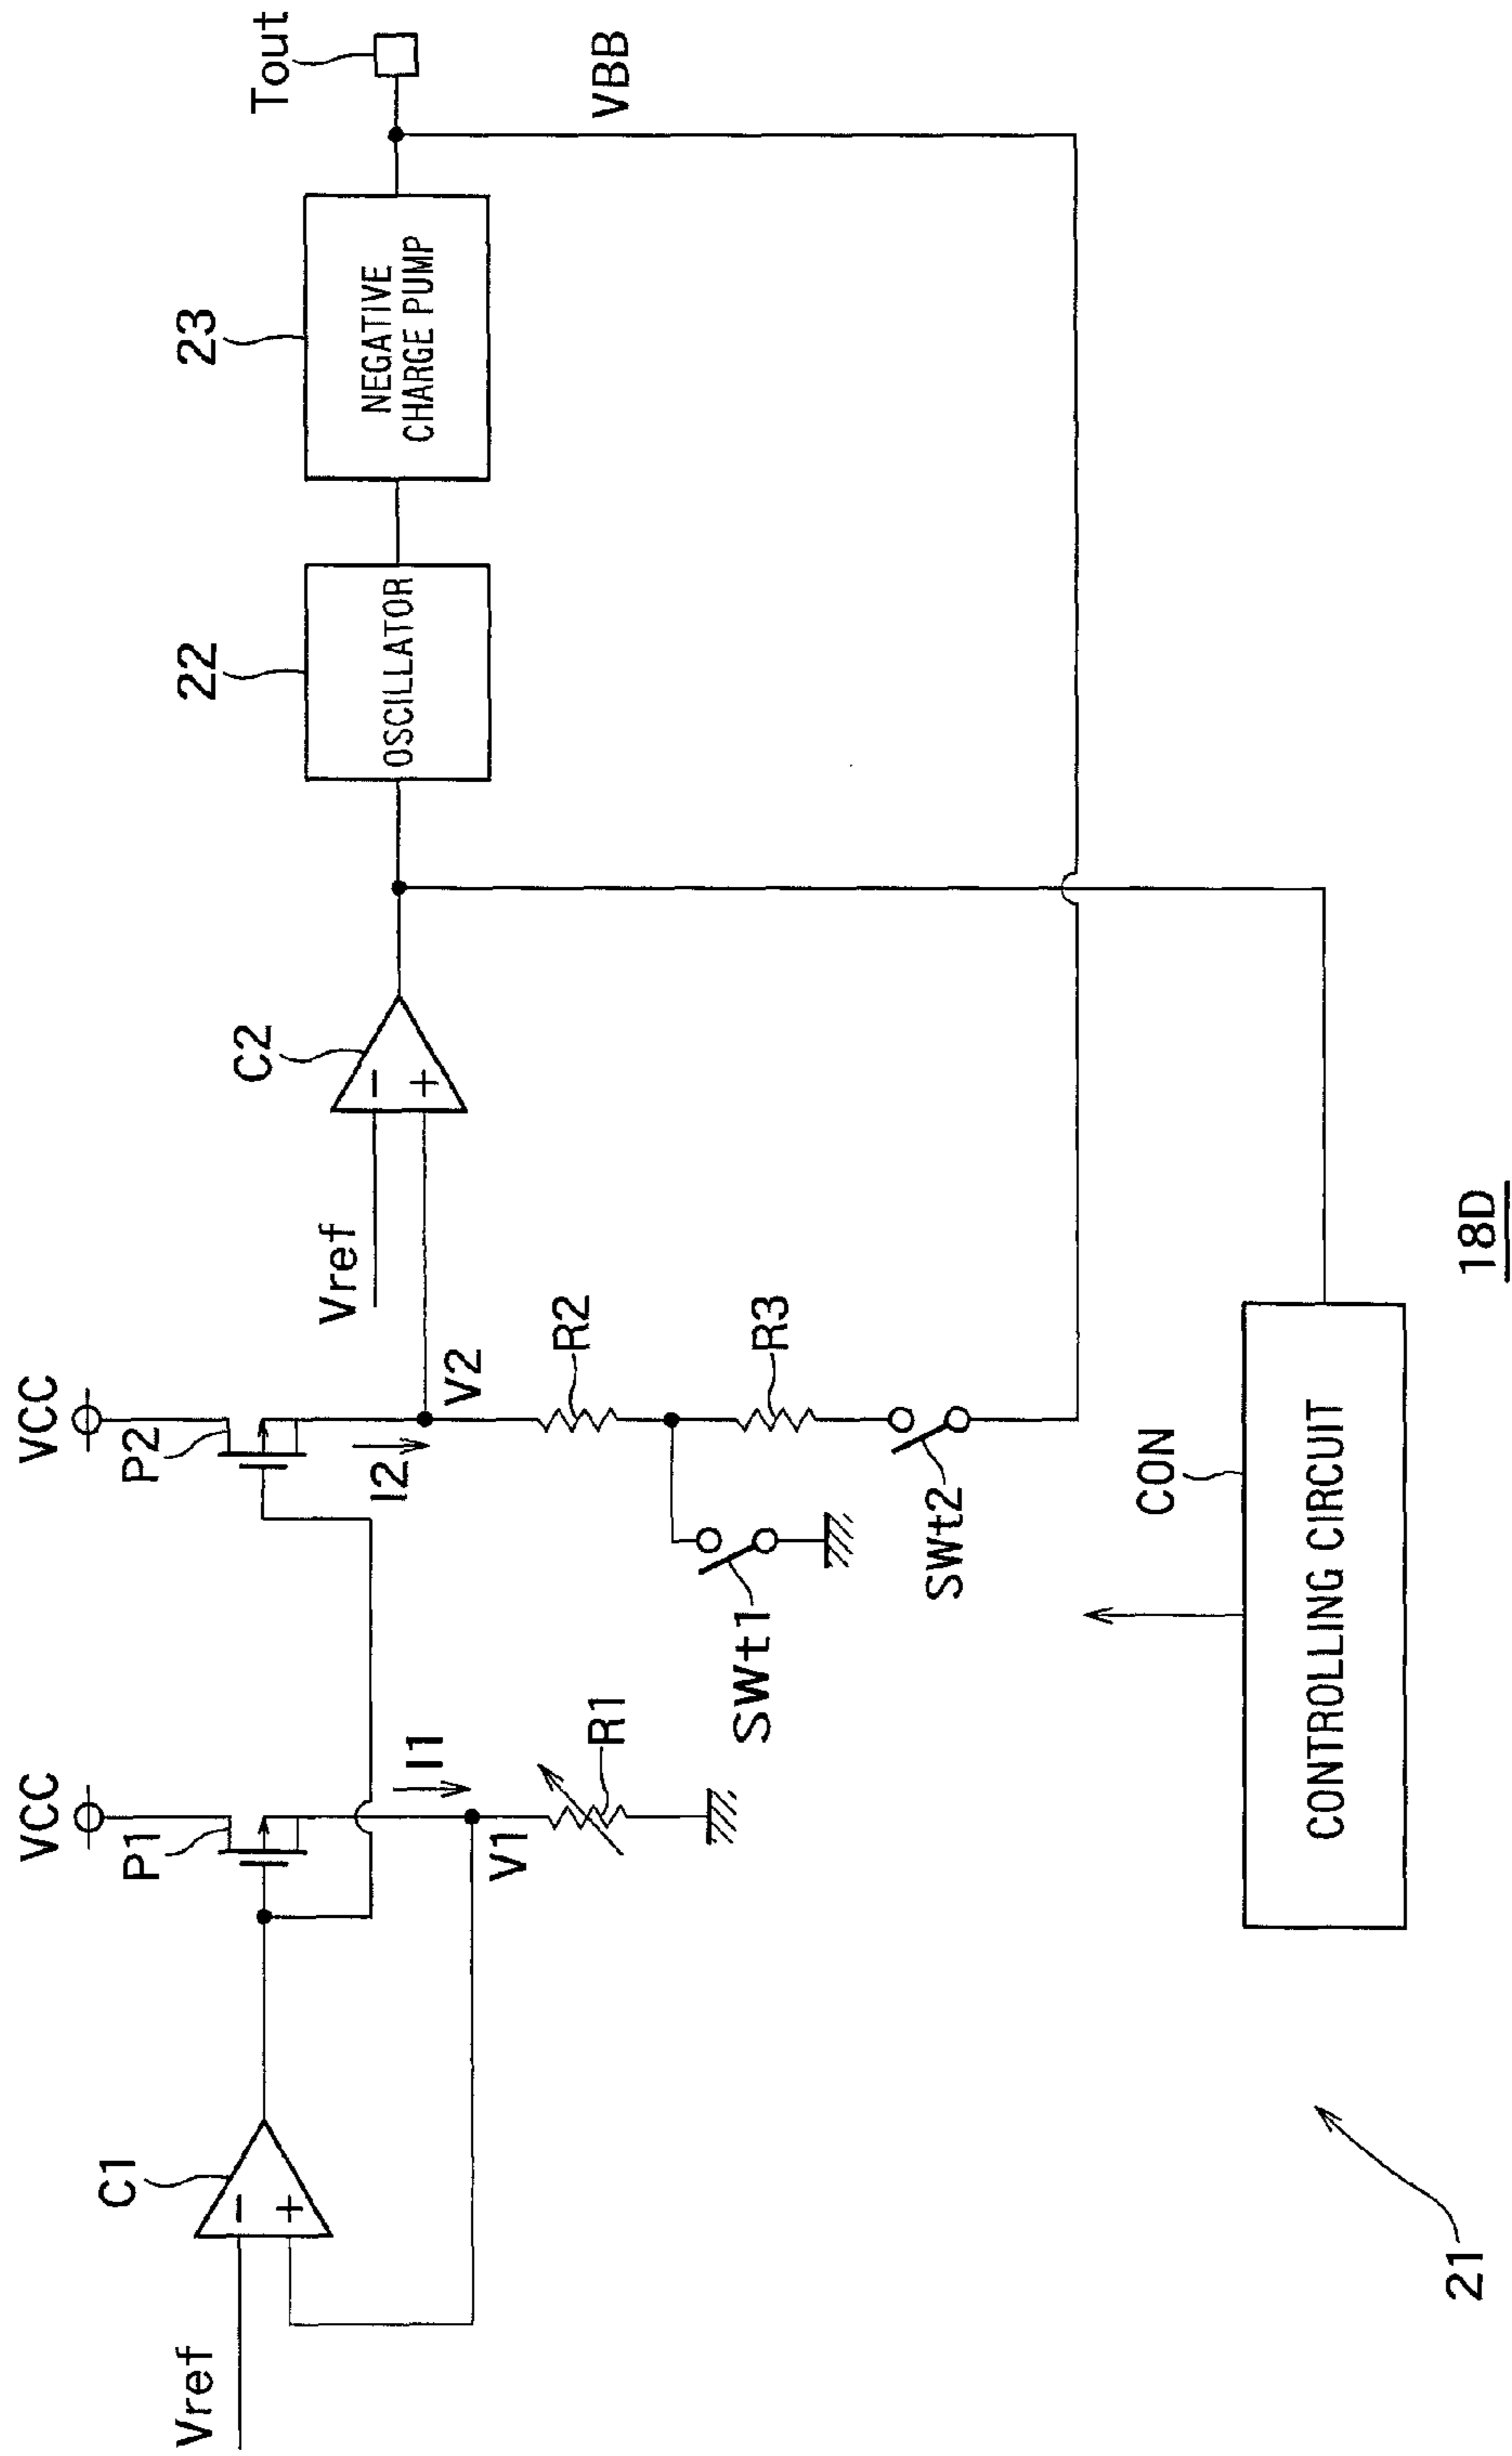 Vref
C1
−
+
VCC
P1
I1
V1
R1
VCC
P2
I2
V2
R2
R3
SWt1
SWt2
Vref
C2
−
+
22
OSCILLATOR
23
NEGATIVE
CHARGE PUMP
Tout
VBB
CON
CONTROLLING CIRCUIT
21
18D